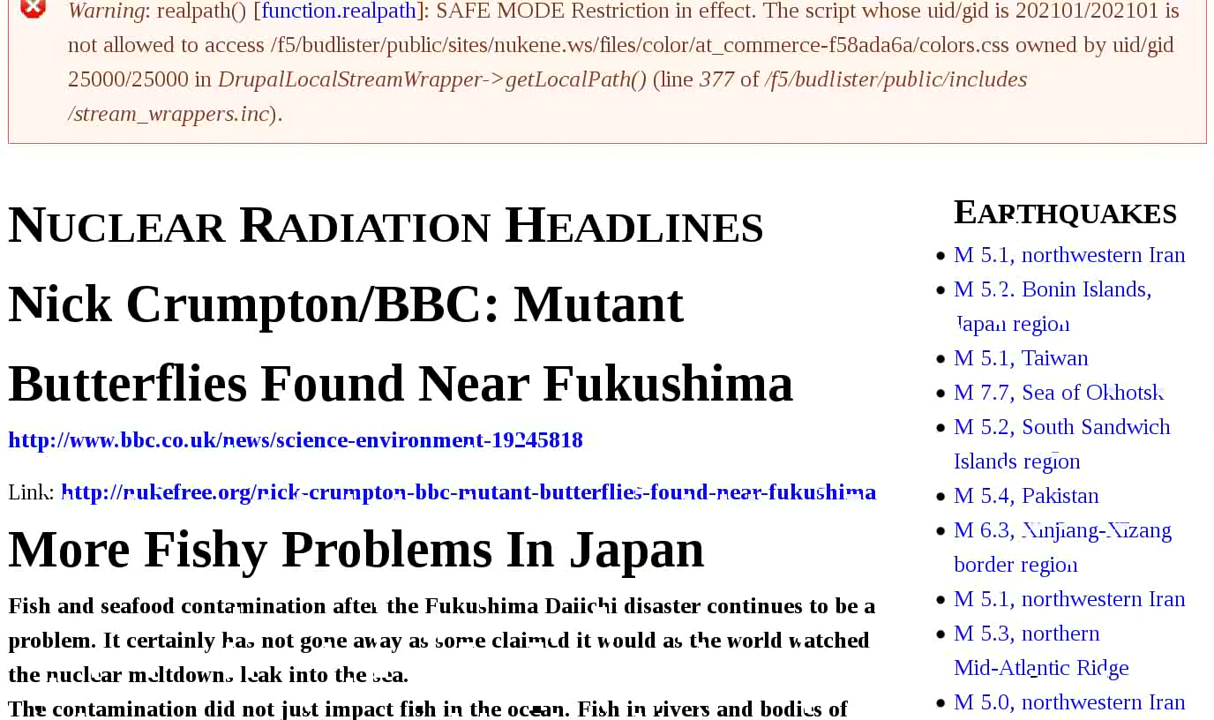 Warning: realpath() [function.realpath]: SAFE MODE Restriction in effect. The script whose uid/gid is 202101/202101 is
not allowed to access /f5/budlister/public/sites/nukene.ws/files/color/at_commerce-f58ada6a/colors.css owned by uid/gid
25000/25000 in DrupalLocalStreamWrapper->getLocalPath() (line 377 of /f5/budlister/public/includes
/stream_wrappers.inc).
NUCLEAR RADIATION HEADLINES
Nick Crumpton/BBC: Mutant
Butterflies Found Near Fukushima
http://www.bbc.co.uk/news/science-environment-19245818
Link: http://nukefree.org/nick-crumpton-bbc-mutant-butterflies-found-near-fukushima
More Fishy Problems In Japan
Fish and seafood contamination after the Fukushima Daiichi disaster continues to be a
problem. It certainly has not gone away as some claimed it would as the world watched
the nuclear meltdowns leak into the sea.
The contamination did not just impact fish in the ocean. Fish in rivers and bodies of
EARTHQUAKES
M 5.1, northwestern Iran
M 5.2. Bonin Islands,
Japan region
M 5.1, Taiwan
M 7.7, Sea of Okhotsk
M 5.2, South Sandwich
Islands region
M 5.4, Pakistan
M 6.3, Xinjiang-Xizang
border region
M 5.1, northwestern Iran
M 5.3, northern
Mid-Atlantic Ridge
M 5.0, northwestern Iran